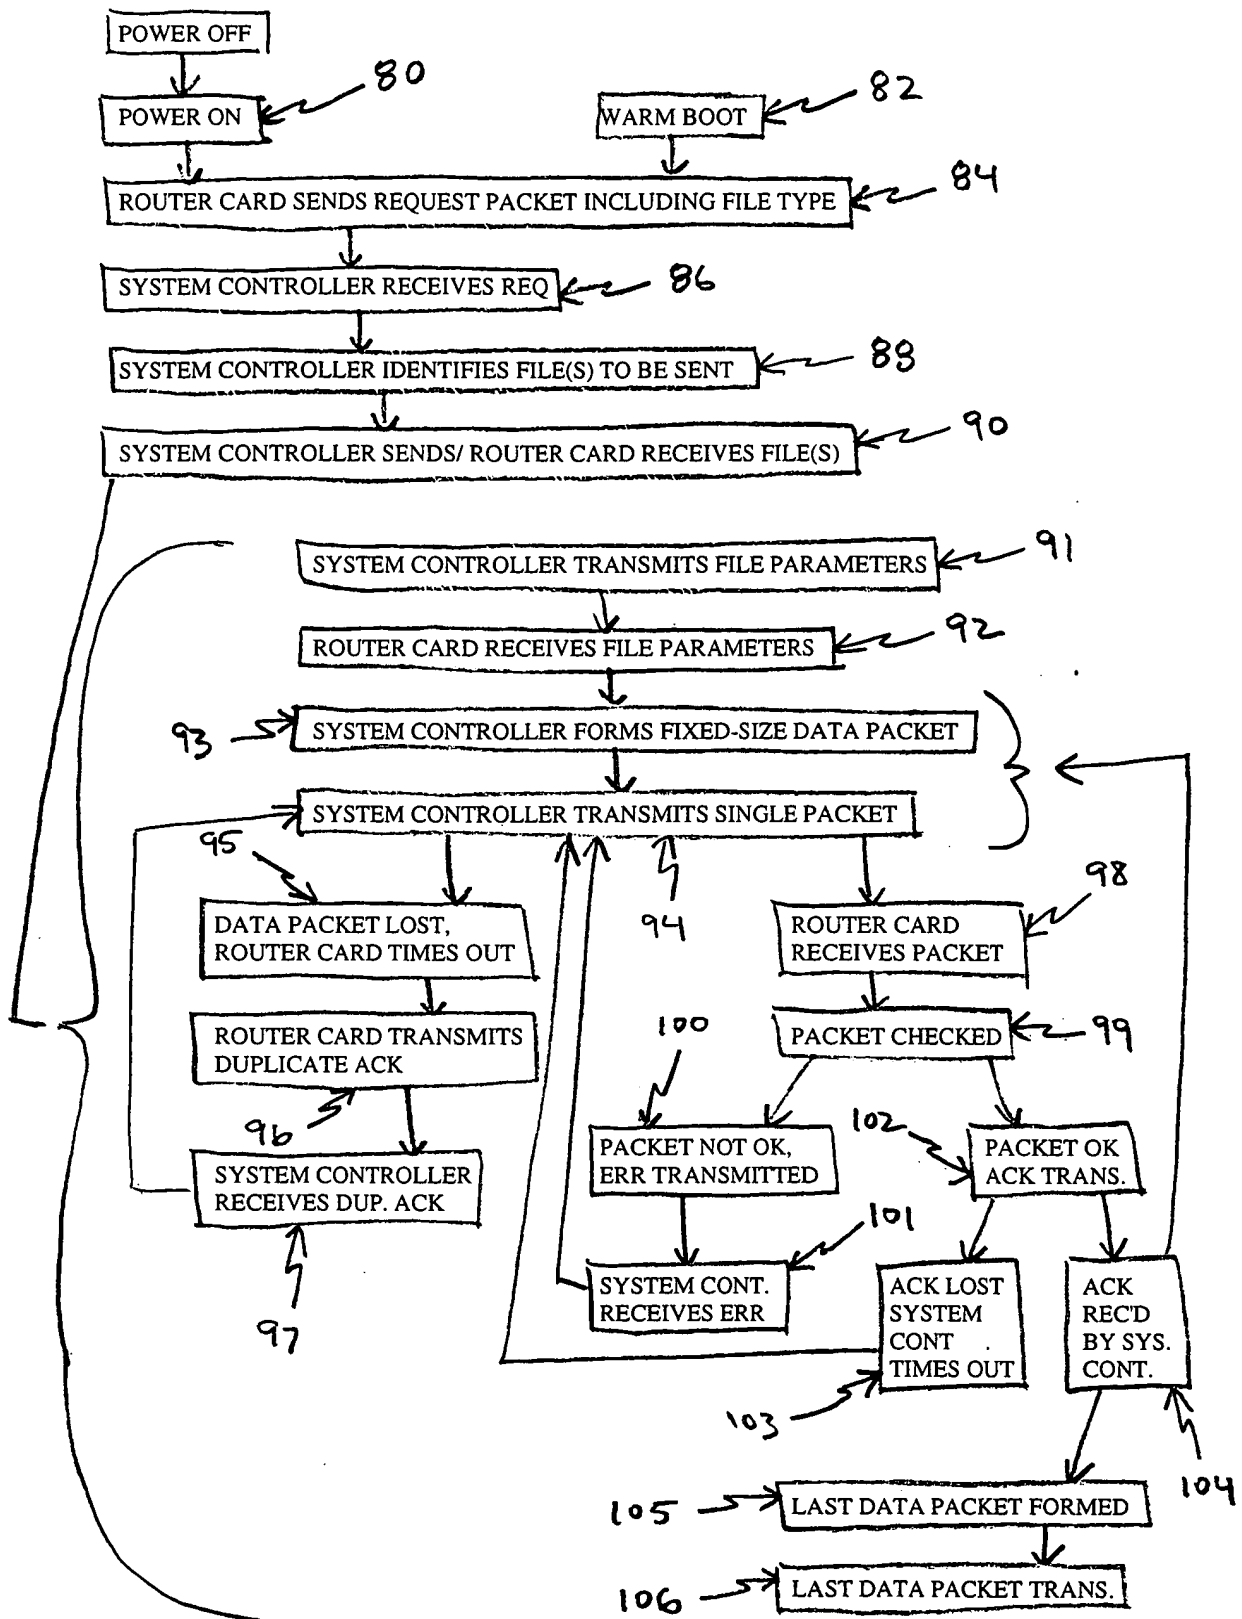 POWER OFF
80
POWER ON
82
WARM BOOT
84
ROUTER CARD SENDS REQUEST PACKET INCLUDING FILE TYPE
86
SYSTEM CONTROLLER RECEIVES REQ
88
SYSTEM CONTROLLER IDENTIFIES FILE(S) TO BE SENT
90
SYSTEM CONTROLLER SENDS/ ROUTER CARD RECEIVES FILE(S)
91
SYSTEM CONTROLLER TRANSMITS FILE PARAMETERS
92
ROUTER CARD RECEIVES FILE PARAMETERS
93
SYSTEM CONTROLLER FORMS FIXED-SIZE DATA PACKET
SYSTEM CONTROLLER TRANSMITS SINGLE PACKET
94
95
DATA PACKET LOST,
ROUTER CARD TIMES OUT
98
ROUTER CARD
RECEIVES PACKET
ROUTER CARD TRANSMITS
DUPLICATE ACK
96
100
PACKET CHECKED
99
SYSTEM CONTROLLER
RECEIVES DUP. ACK
97
PACKET NOT OK,
ERR TRANSMITTED
102
PACKET OK
ACK TRANS.
101
SYSTEM CONT.
RECEIVES ERR
ACK LOST
SYSTEM
CONT .
TIMES OUT
103
ACK
REC'D
BY SYS.
CONT.
104
105
LAST DATA PACKET FORMED
106
LAST DATA PACKET TRANS.